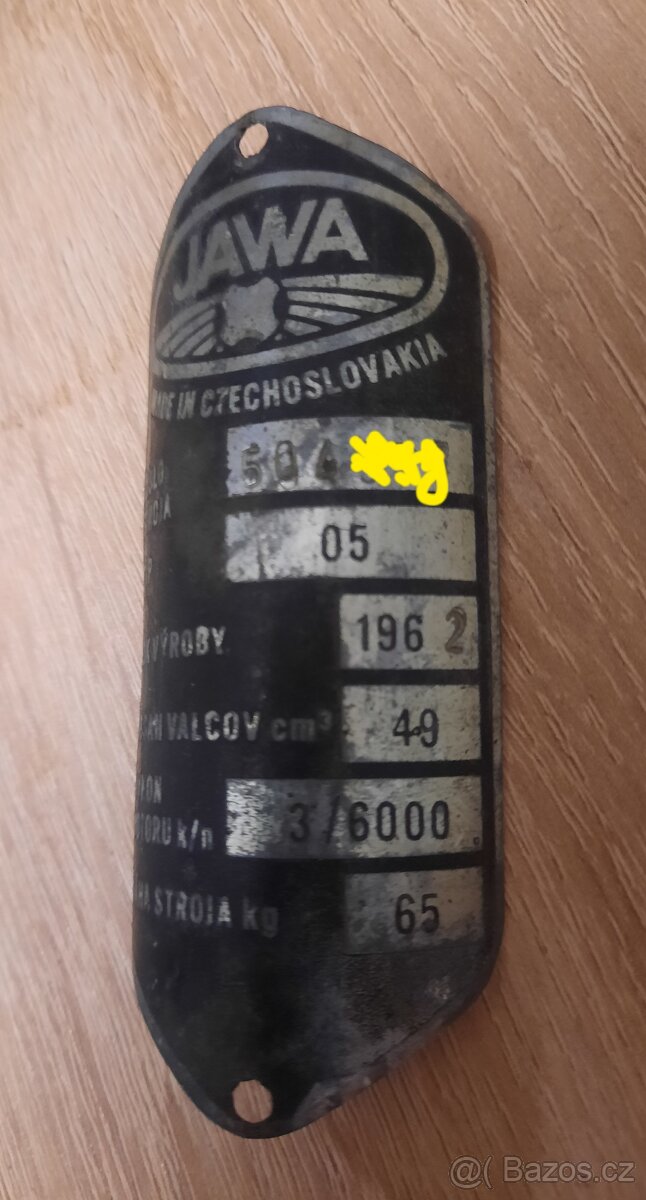 JAWA
MADE IN CZECHOSLOVAKIA
504
05
VÝROBY 196 2
VALCOV cm³ 49
k/n 3/6000
STROJA kg 65
@( Bazos.cz